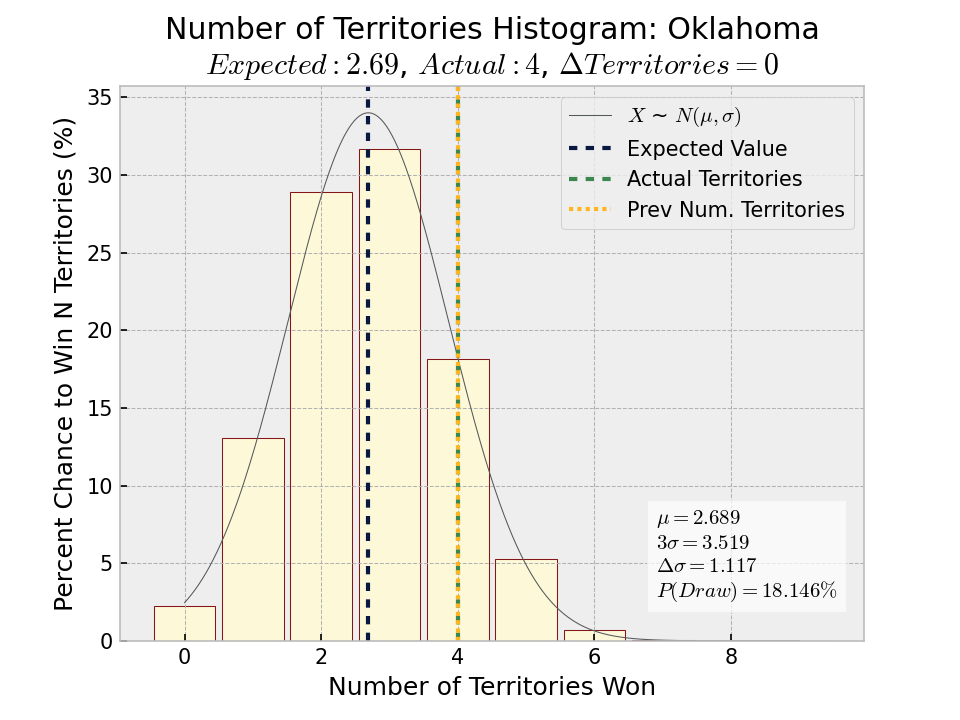 Number of Territories Histogram: Oklahoma
Expected : 2.69, Actual : 4, ΔTerritories = 0
Percent Chance to Win N Territories (%)
35
30
25
20
15
10
5
0
X ~ N(μ, σ)
Expected Value
Actual Territories
Prev Num. Territories
μ = 2.689
3σ = 3.519
Δσ = 1.117
P(Draw) = 18.146%
0 2 4 6 8
Number of Territories Won